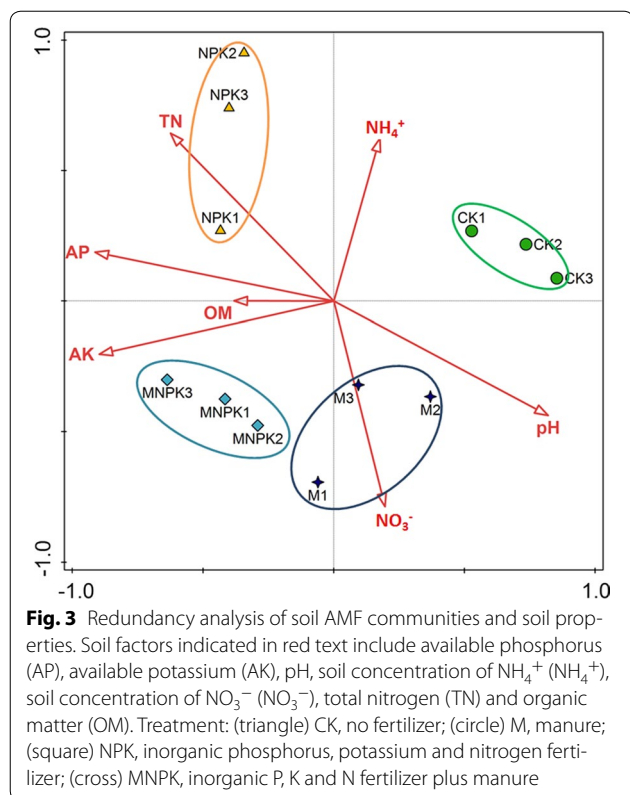 1.0
NPK2
NPK3
TN
NH₄⁺
NPK1
CK1
CK2
CK3
AP
OM
AK
MNPK3
MNPK1
MNPK2
M3
M2
pH
M1
NO₃⁻
-1.0
-1.0
1.0
Fig. 3 Redundancy analysis of soil AMF communities and soil prop-
erties. Soil factors indicated in red text include available phosphorus
(AP), available potassium (AK), pH, soil concentration of NH₄⁺ (NH₄⁺),
soil concentration of NO₃⁻ (NO₃⁻), total nitrogen (TN) and organic
matter (OM). Treatment: (triangle) CK, no fertilizer; (circle) M, manure;
(square) NPK, inorganic phosphorus, potassium and nitrogen ferti-
lizer; (cross) MNPK, inorganic P, K and N fertilizer plus manure